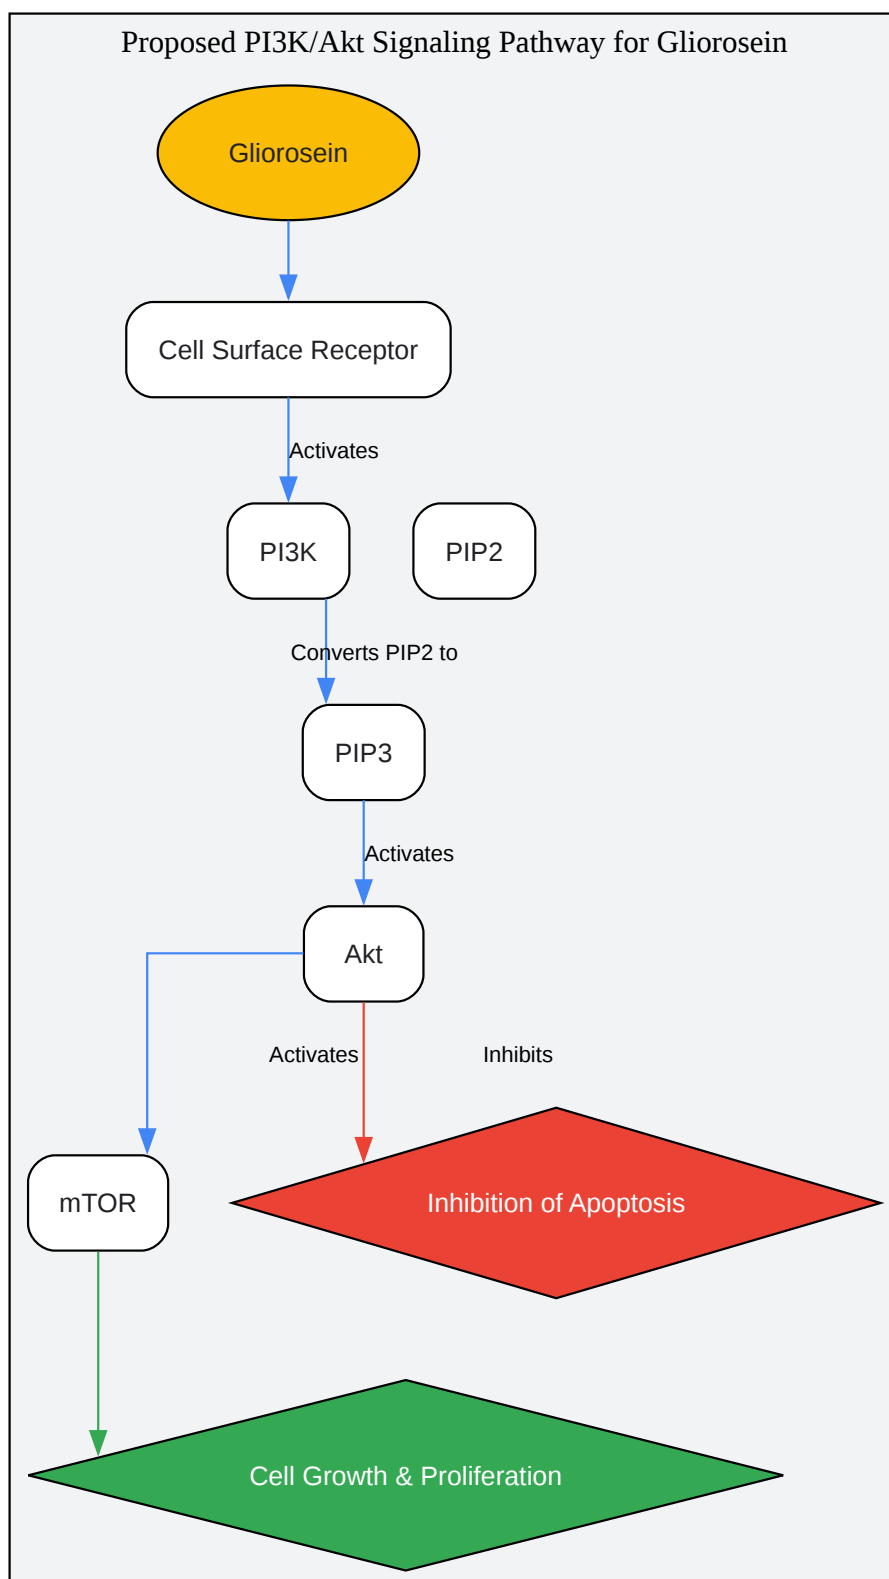 Proposed PI3K/Akt Signaling Pathway for Gliorosein
Gliorosein
Cell Surface Receptor
Activates
PI3K
PIP2
Converts PIP2 to
PIP3
Activates
Akt
Activates
Inhibits
mTOR
Inhibition of Apoptosis
Cell Growth & Proliferation